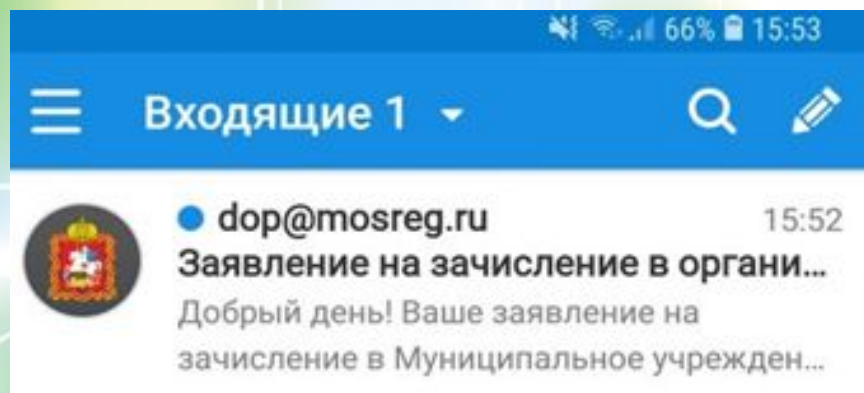 66% 15:53
Входящие 1
dop@mosreg.ru 15:52
Заявление на зачисление в органи...
Добрый день! Ваше заявление на
зачисление в Муниципальное учрежден...